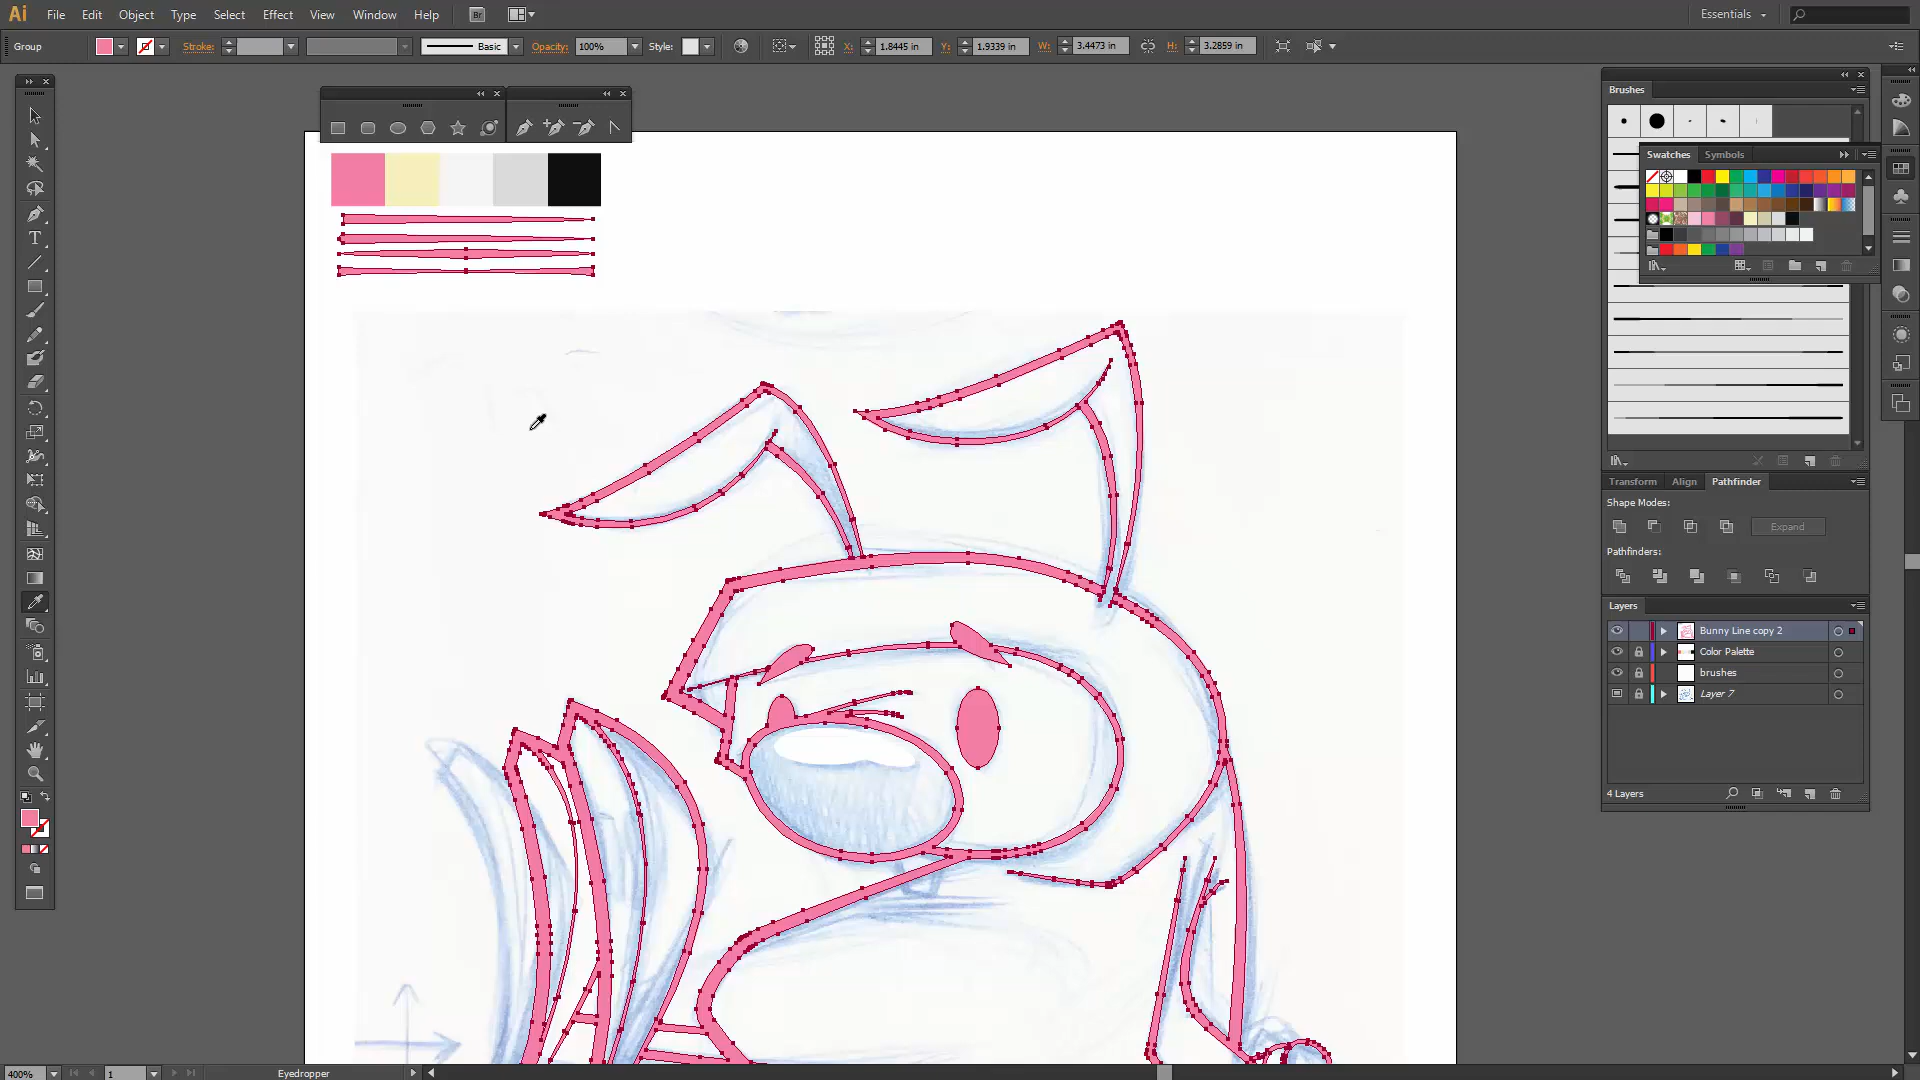 Ai File Edit Object Type Select Effect View Window Help Br Essentials
Group Stroke: Basic Opacity: 100% Style: X: 1.8445 in Y: 1.9339 in W: 3.4473 in H: 3.2859 in
Brushes
Swatches Symbols
T
Transform Align Pathfinder
Shape Modes:
Expand
Pathfinders:
Layers
Bunny Line copy 2
Color Palette
brushes
Layer 7
4 Layers
400% 1 Eyedropper